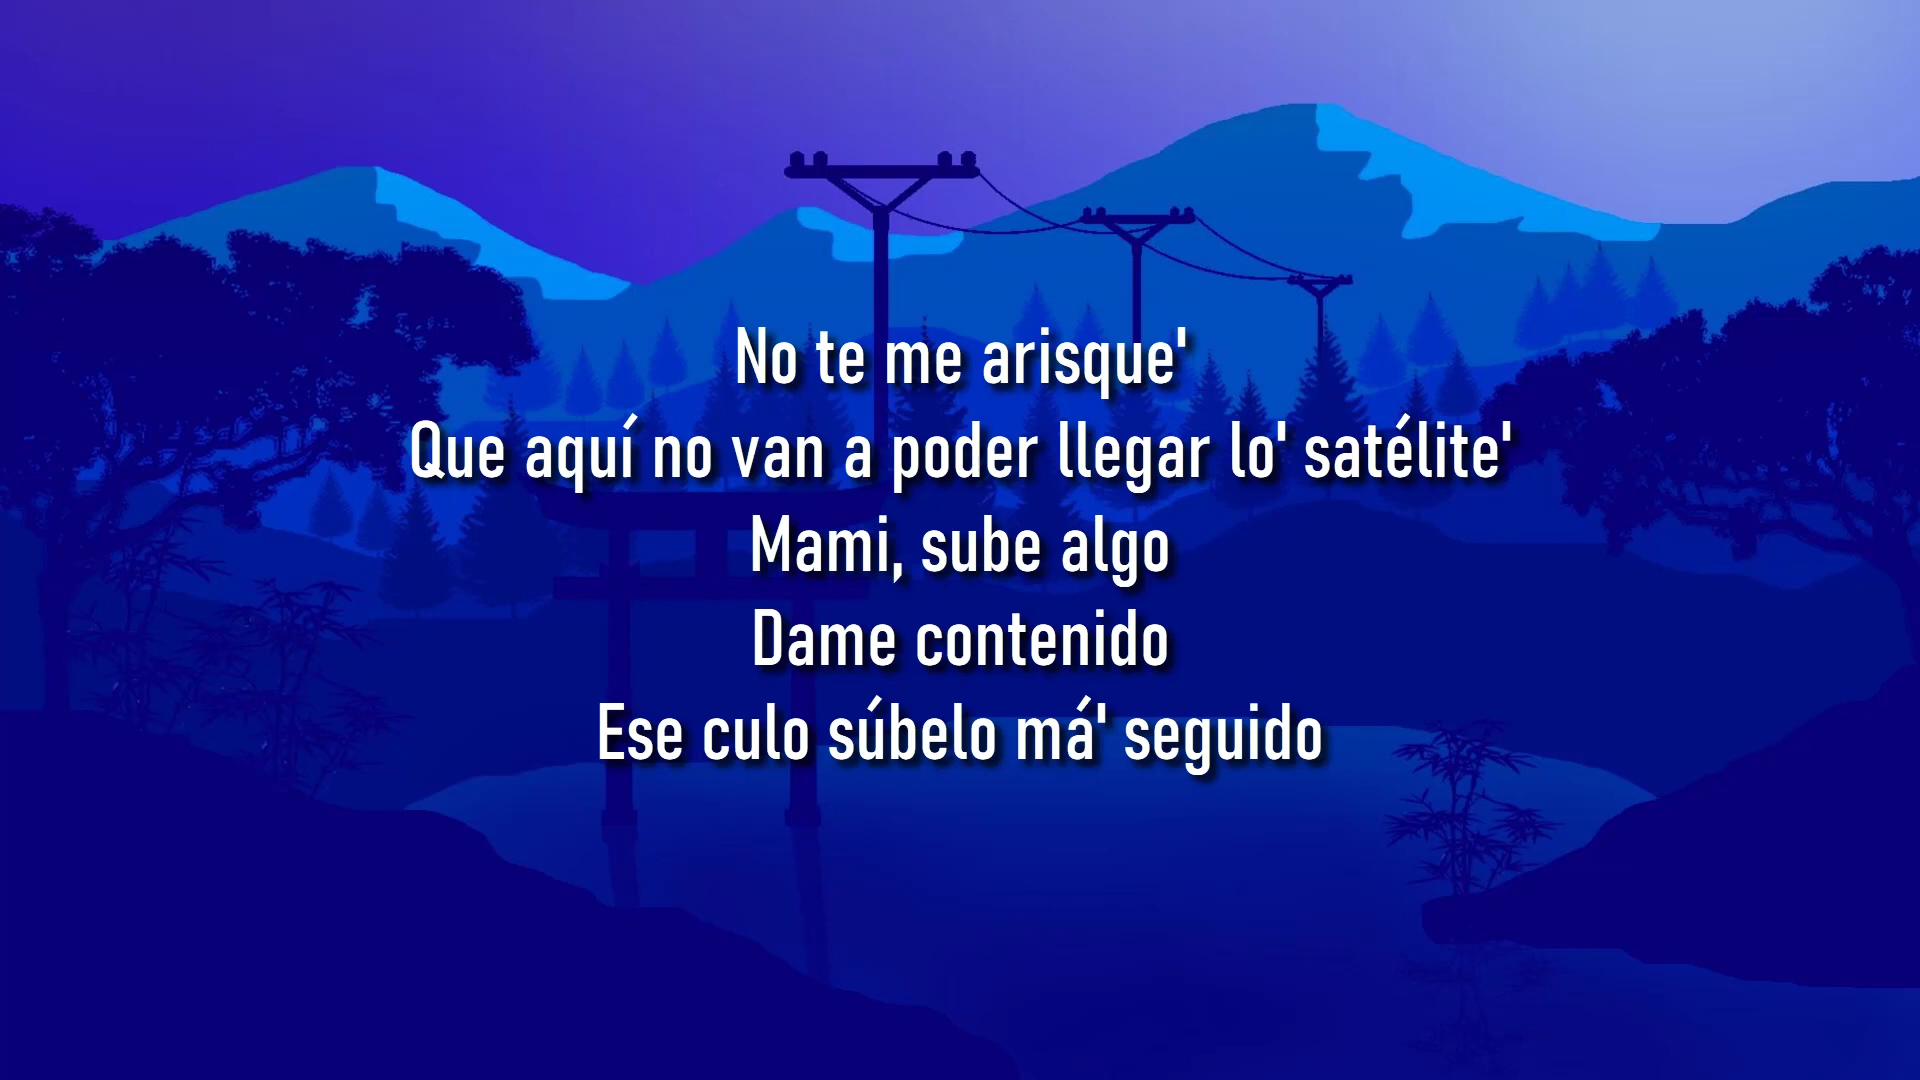 No te me arisque'
Que aquí no van a poder llegar lo' satélite'
Mami, sube algo
Dame contenido
Ese culo súbelo má' seguido